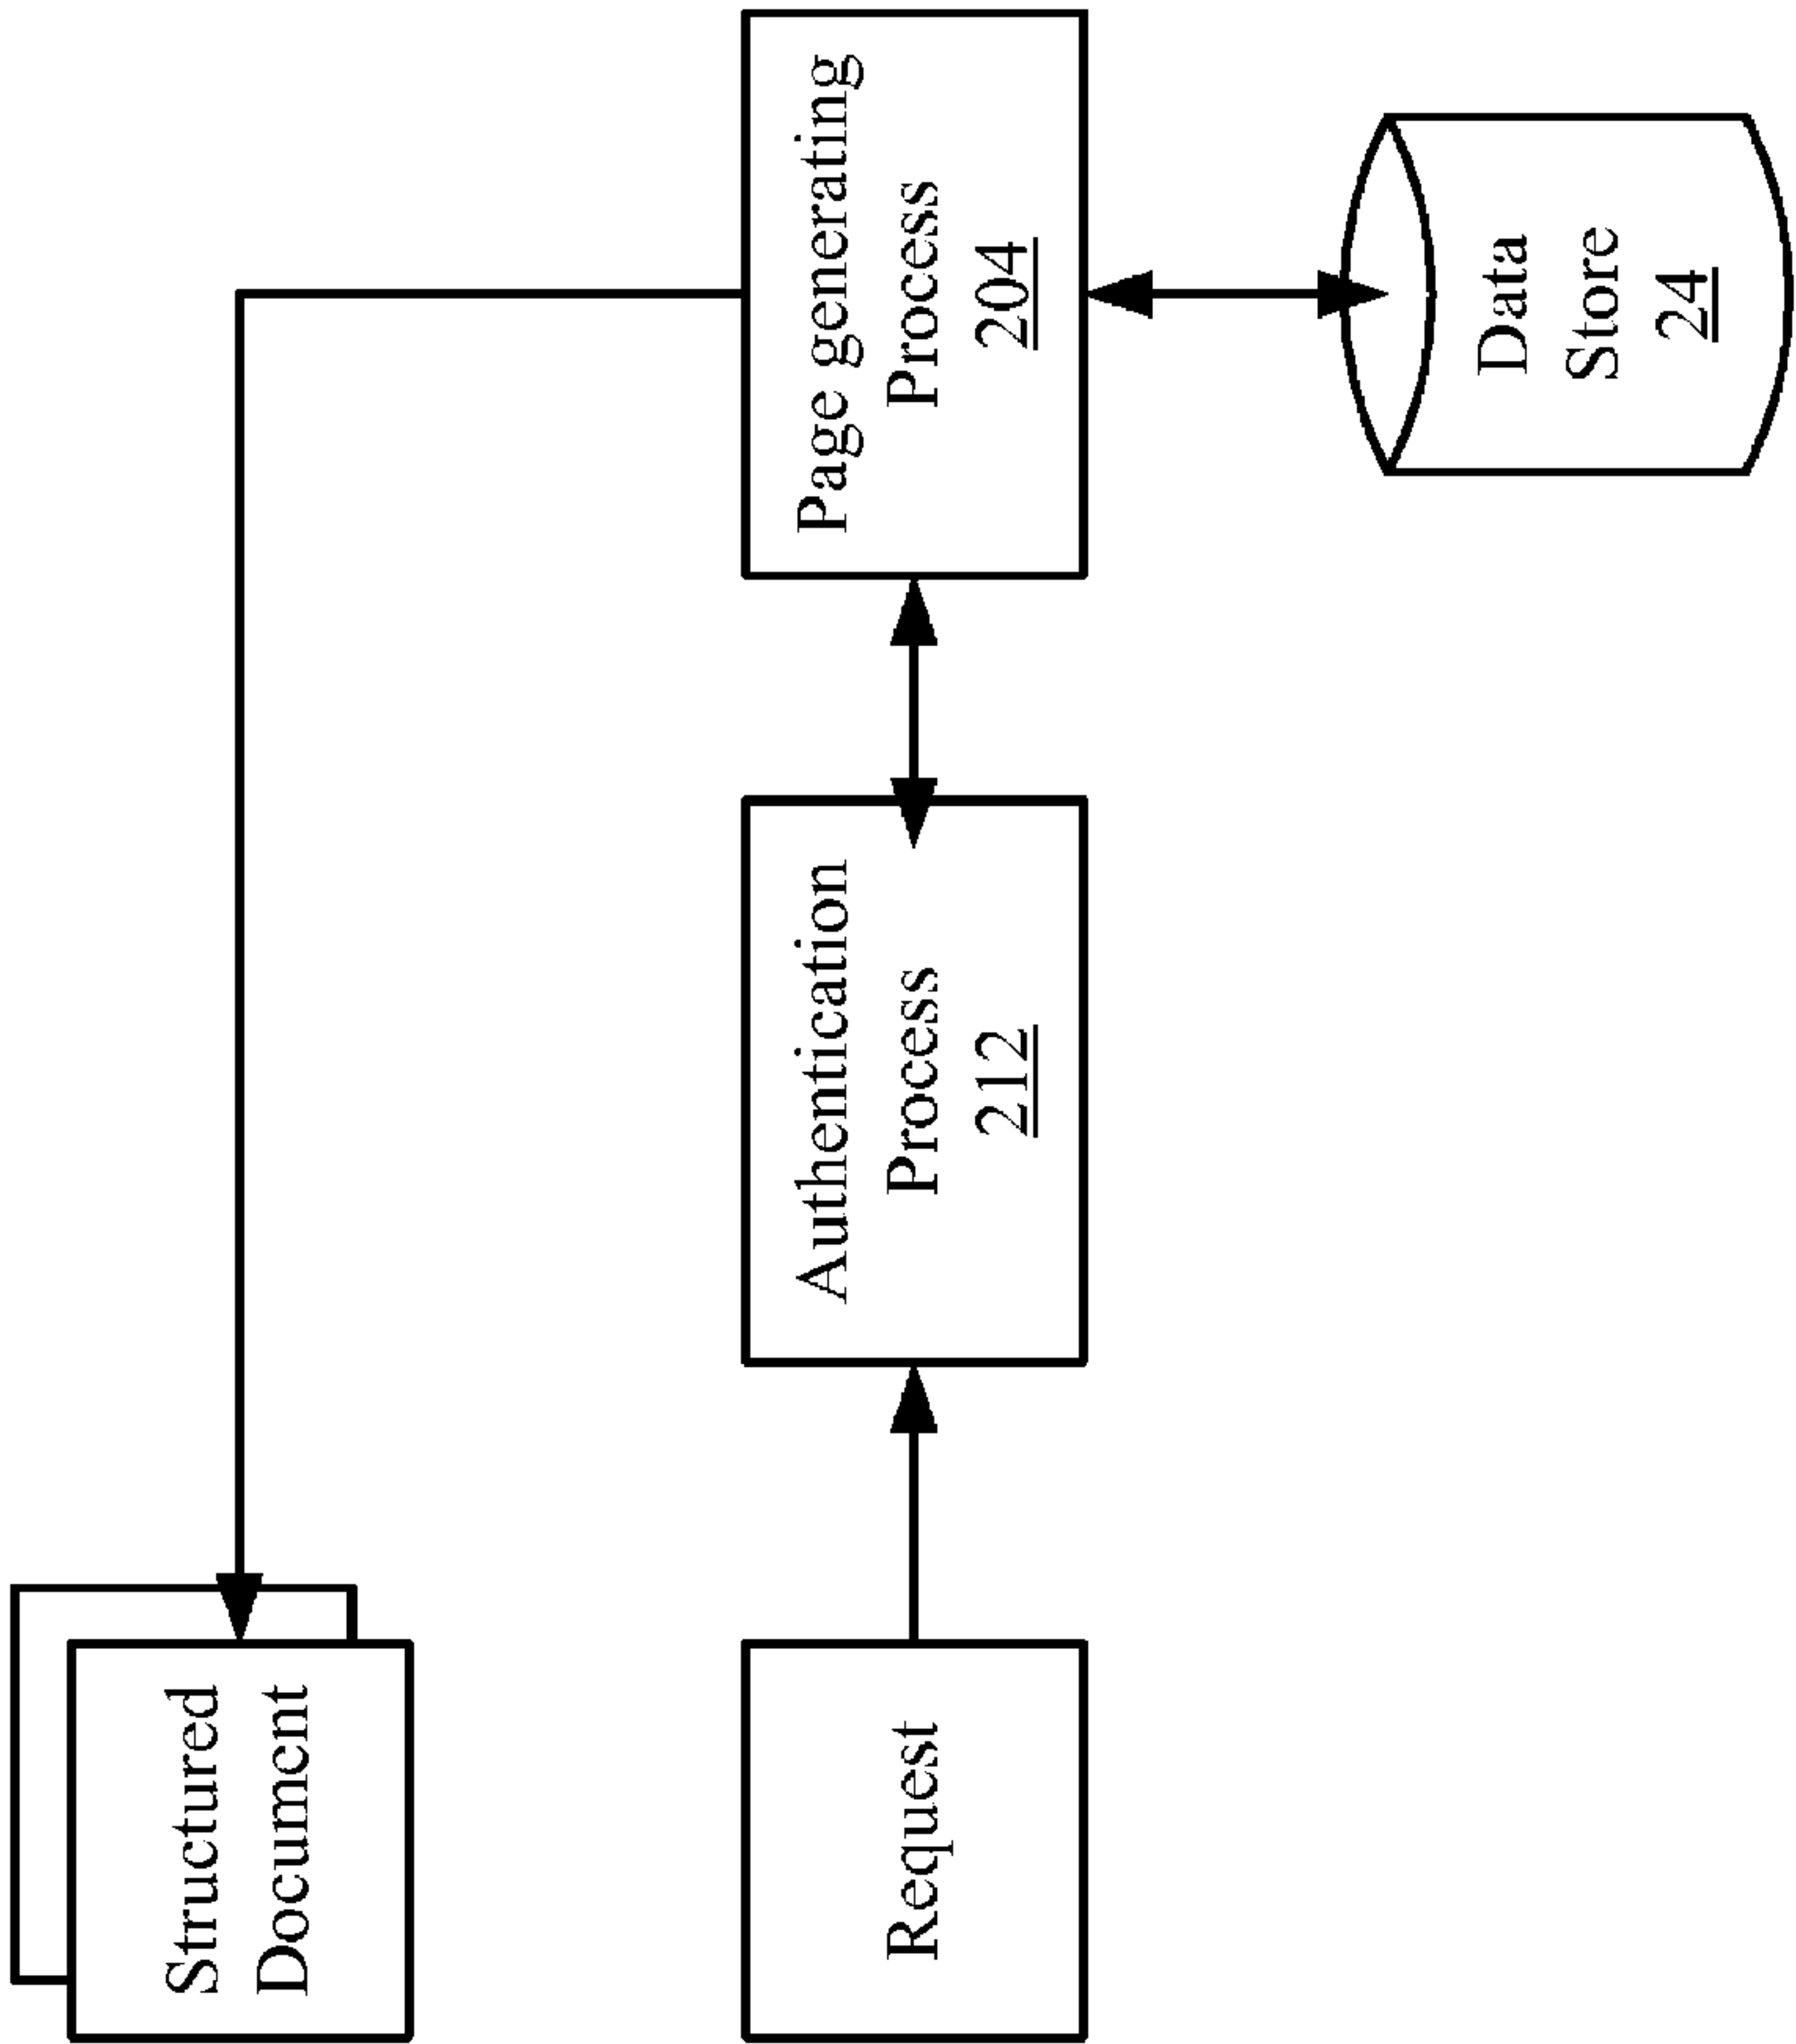 Structured
Document
Request
Authentication
Process
212
Page generating
Process
204
Data
Store
24